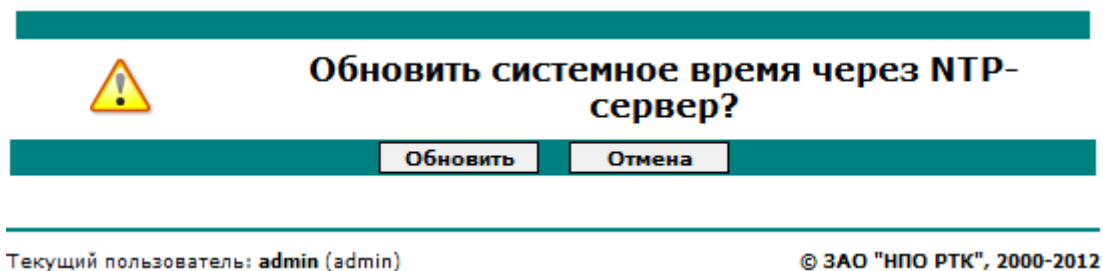 Обновить системное время через NTP-
сервер?
Обновить Отмена
Текущий пользователь: admin (admin) © ЗАО "НПО РТК", 2000-2012